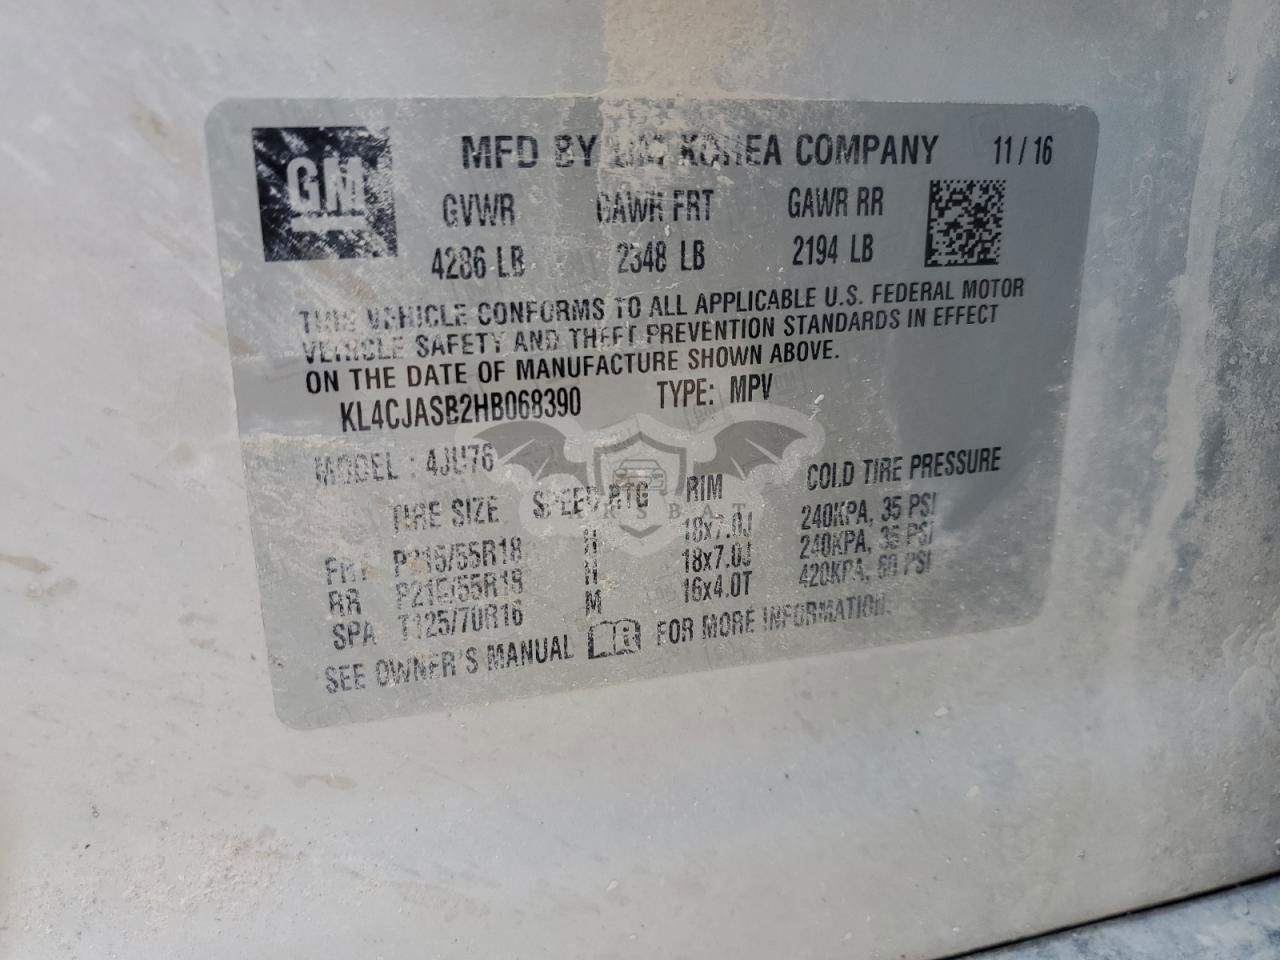 GM
MFD BY GM KOREA COMPANY 11/16
GVWR GAWR FRT GAWR RR
4286 LB 2348 LB 2194 LB
THIS VEHICLE CONFORMS TO ALL APPLICABLE U.S. FEDERAL MOTOR
VEHICLE SAFETY AND THEFT PREVENTION STANDARDS IN EFFECT
ON THE DATE OF MANUFACTURE SHOWN ABOVE.
KL4CJASB2HB068390 TYPE: MPV
MODEL : 4JU76
TIRE SIZE SPEED RTG RIM COLD TIRE PRESSURE
FRT P215/55R18 H 18x7.0J 240KPA, 35 PSI
RR P215/55R18 H 18x7.0J 240KPA, 35 PSI
SPA T125/70R16 M 16x4.0T 420KPA, 60 PSI
SEE OWNER'S MANUAL FOR MORE INFORMATION.